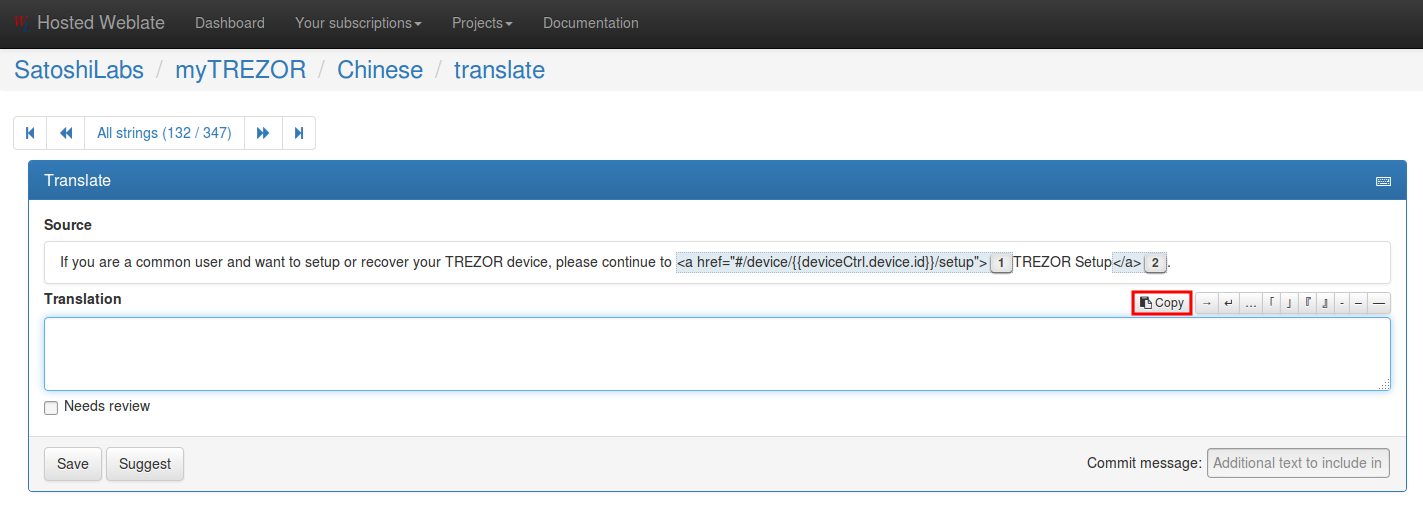 Hosted Weblate Dashboard Your subscriptions Projects Documentation
SatoshiLabs / myTREZOR / Chinese / translate
All strings (132 / 347)
Translate
Source
If you are a common user and want to setup or recover your TREZOR device, please continue to <a href="#/device/{{deviceCtrl.device.id}}/setup"> 1 TREZOR Setup</a> 2 .
Translation Copy → ↵ … 「 」 『 』 - – —
Needs review
Save Suggest Commit message: Additional text to include in